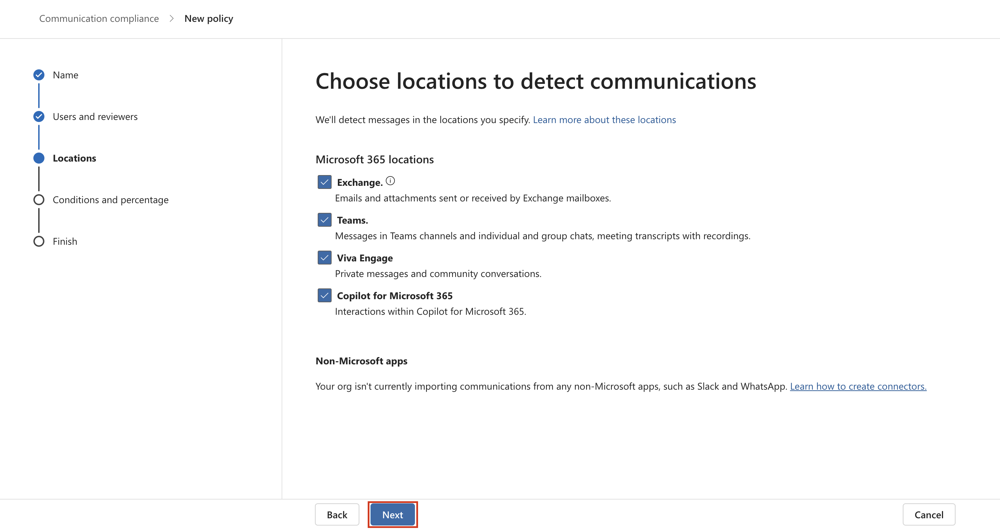 Communication compliance > New policy
Name
Users and reviewers
Locations
Conditions and percentage
Finish
Choose locations to detect communications
We'll detect messages in the locations you specify. Learn more about these locations
Microsoft 365 locations
Exchange.
Emails and attachments sent or received by Exchange mailboxes.
Teams.
Messages in Teams channels and individual and group chats, meeting transcripts with recordings.
Viva Engage
Private messages and community conversations.
Copilot for Microsoft 365
Interactions within Copilot for Microsoft 365.
Non-Microsoft apps
Your org isn't currently importing communications from any non-Microsoft apps, such as Slack and WhatsApp. Learn how to create connectors.
Back Next Cancel